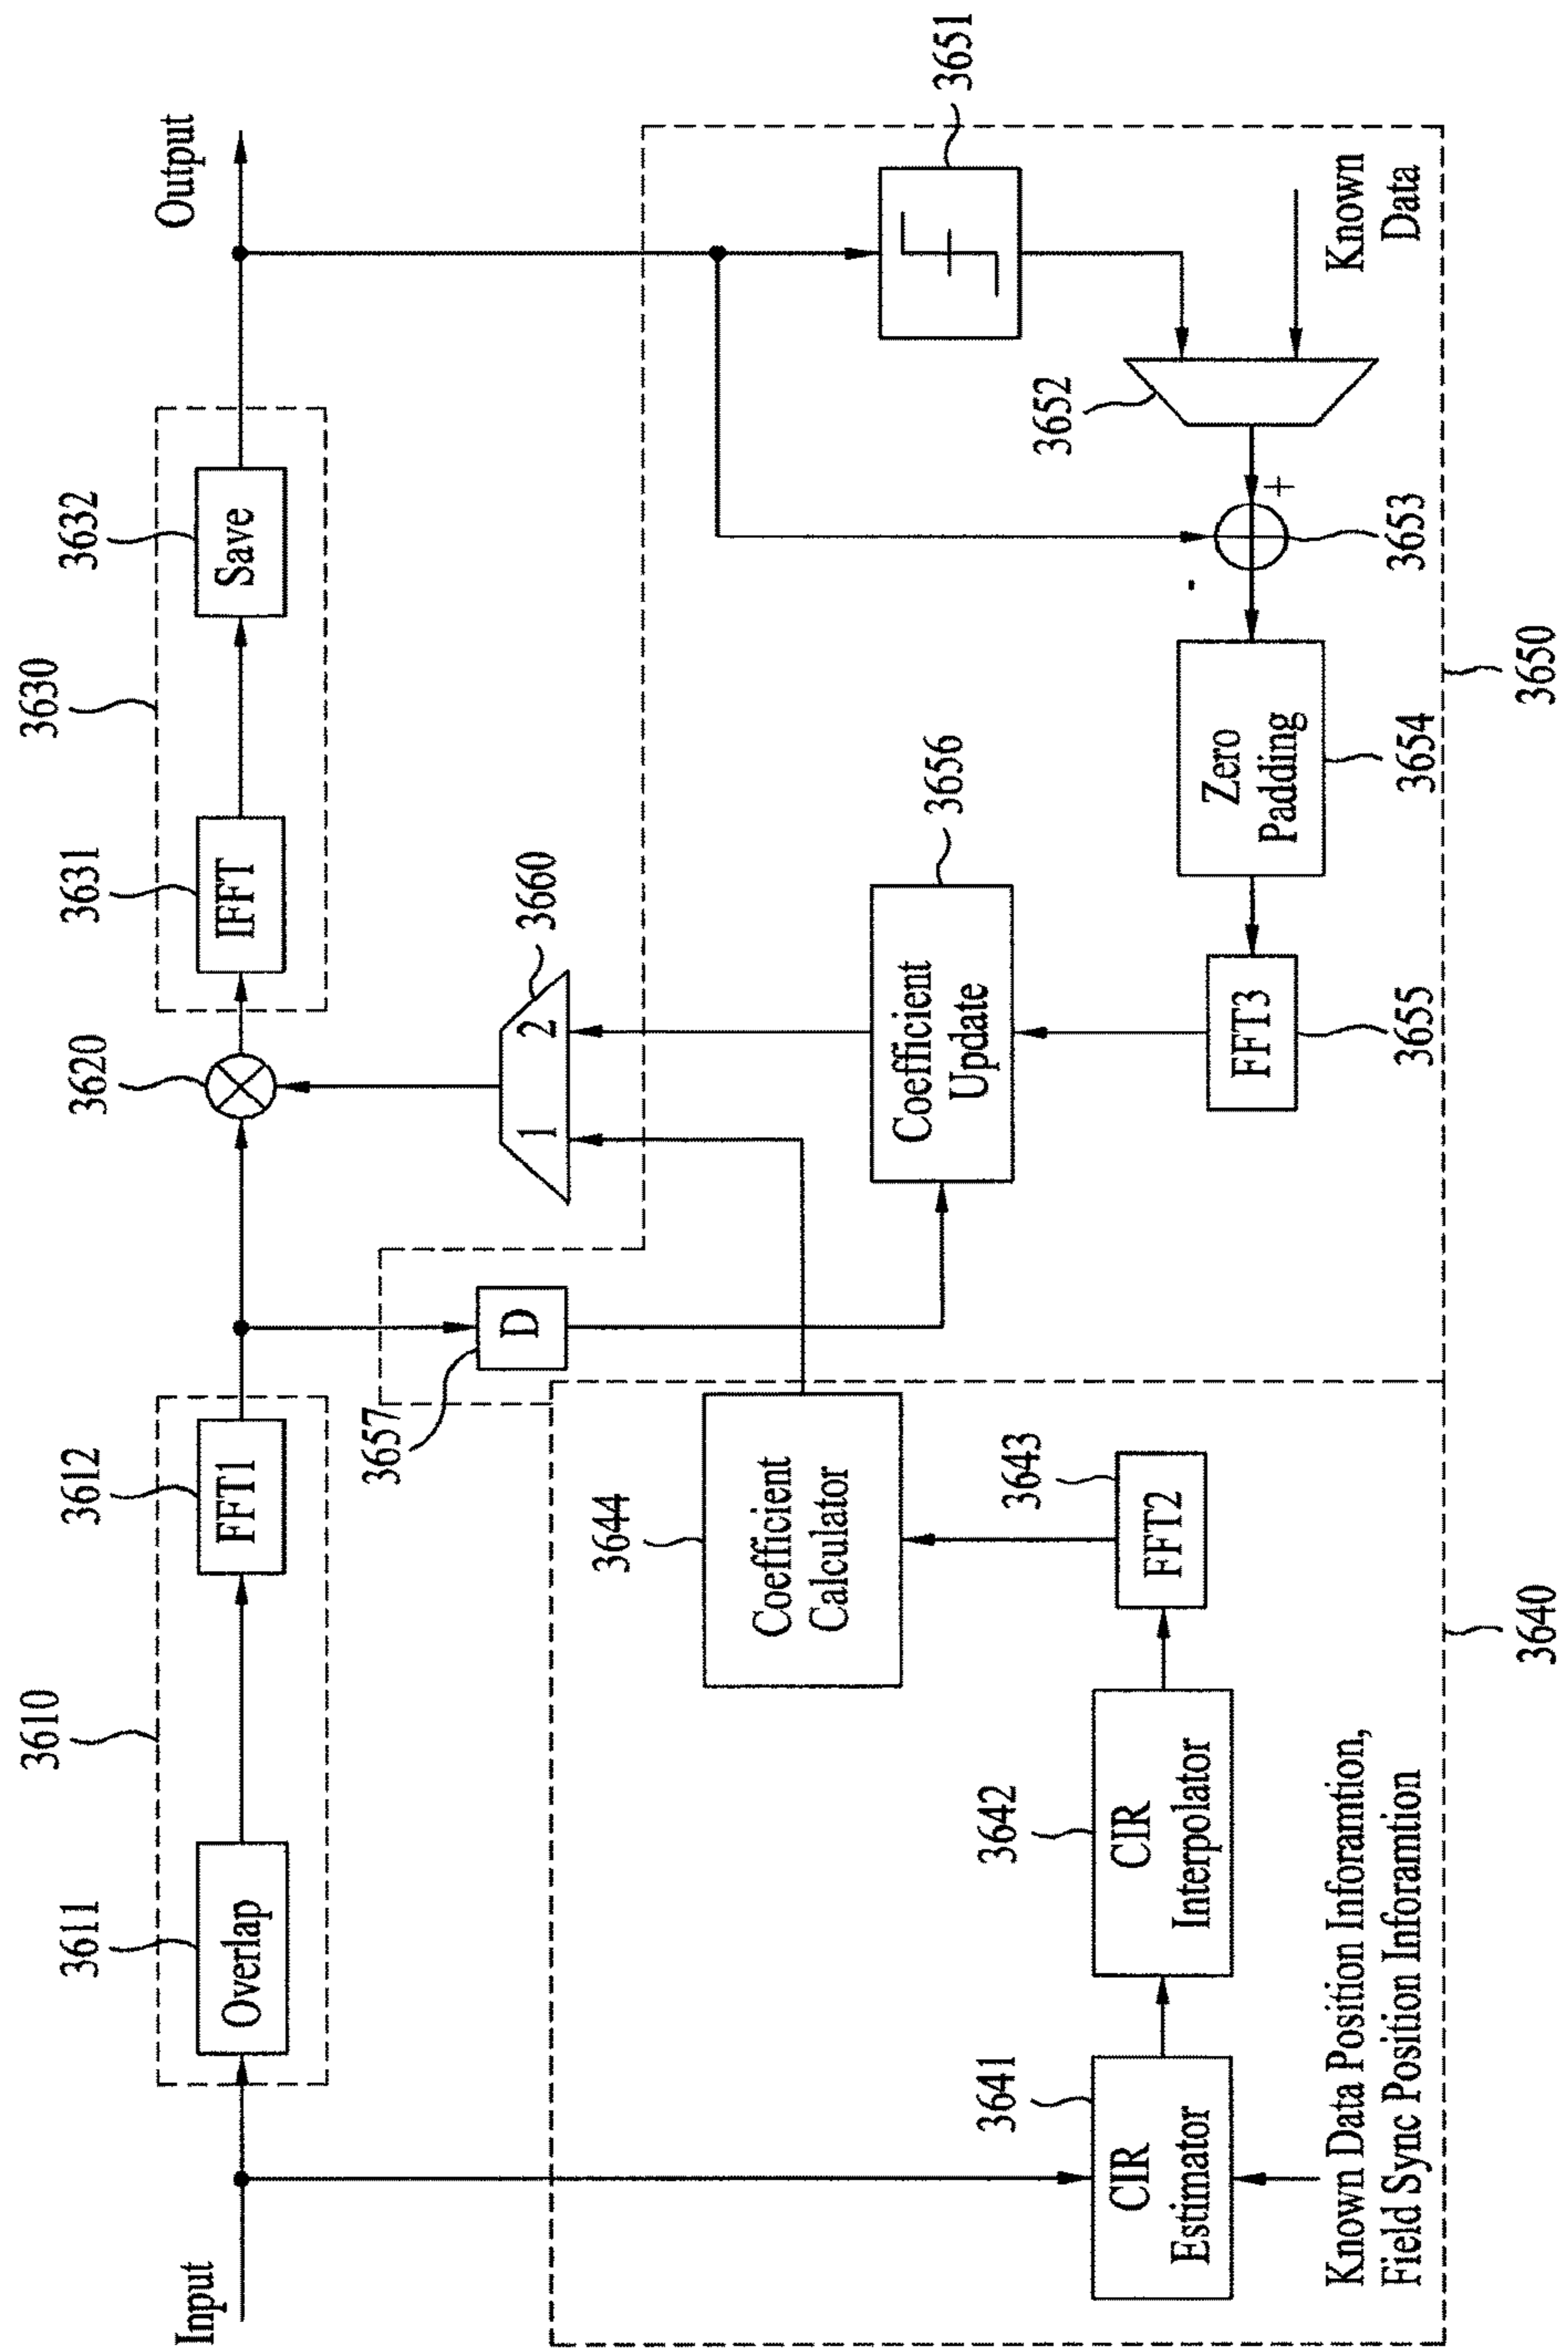 3610
3630
3611
3612
3620
3631
3632
Input
Overlap
FFT1
IFFT
Save
Output
3657
D
3660
1
2
3644
Coefficient
Calculator
3656
Coefficient
Update
3651
3641
CIR
Estimator
3642
CIR
Interpolator
3643
FFT2
FFT3
3655
Zero
Padding
3654
-
+
3653
3652
Known
Data
Known Data Position Inforamtion,
Field Sync Position Inforamtion
3640
3650